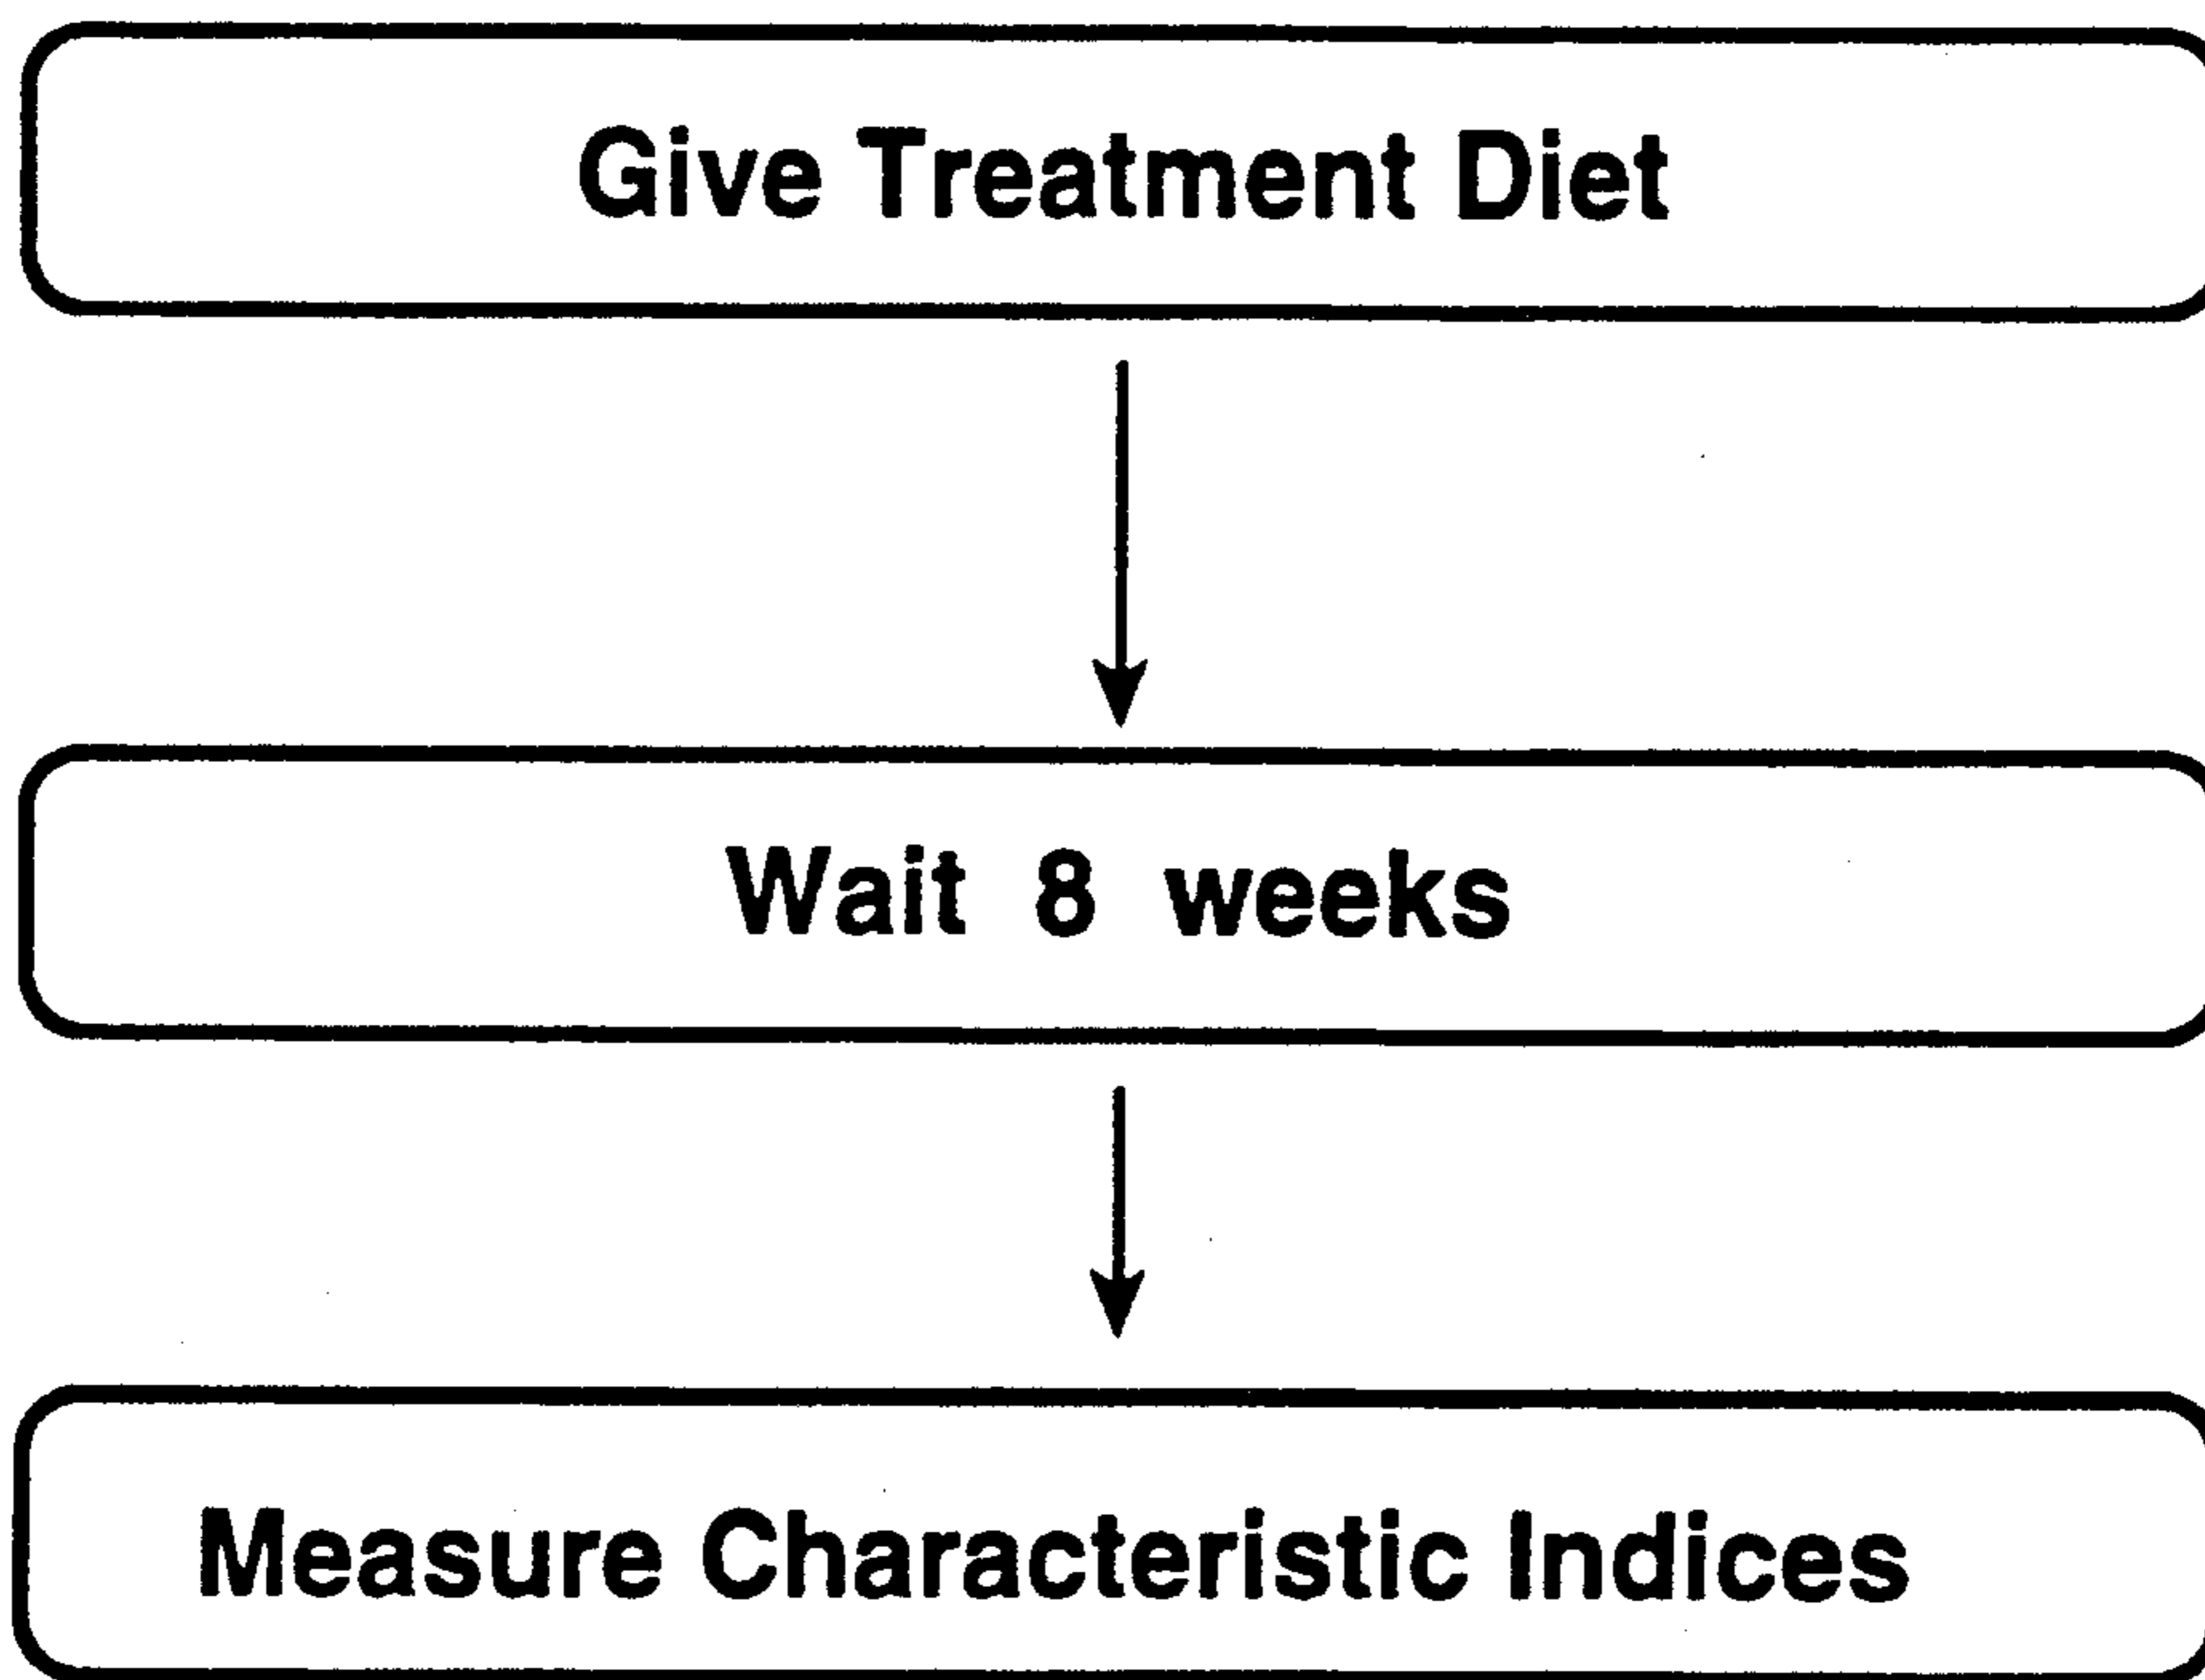 Give Treatment Diet
Wait 8 weeks
Measure Characteristic Indices